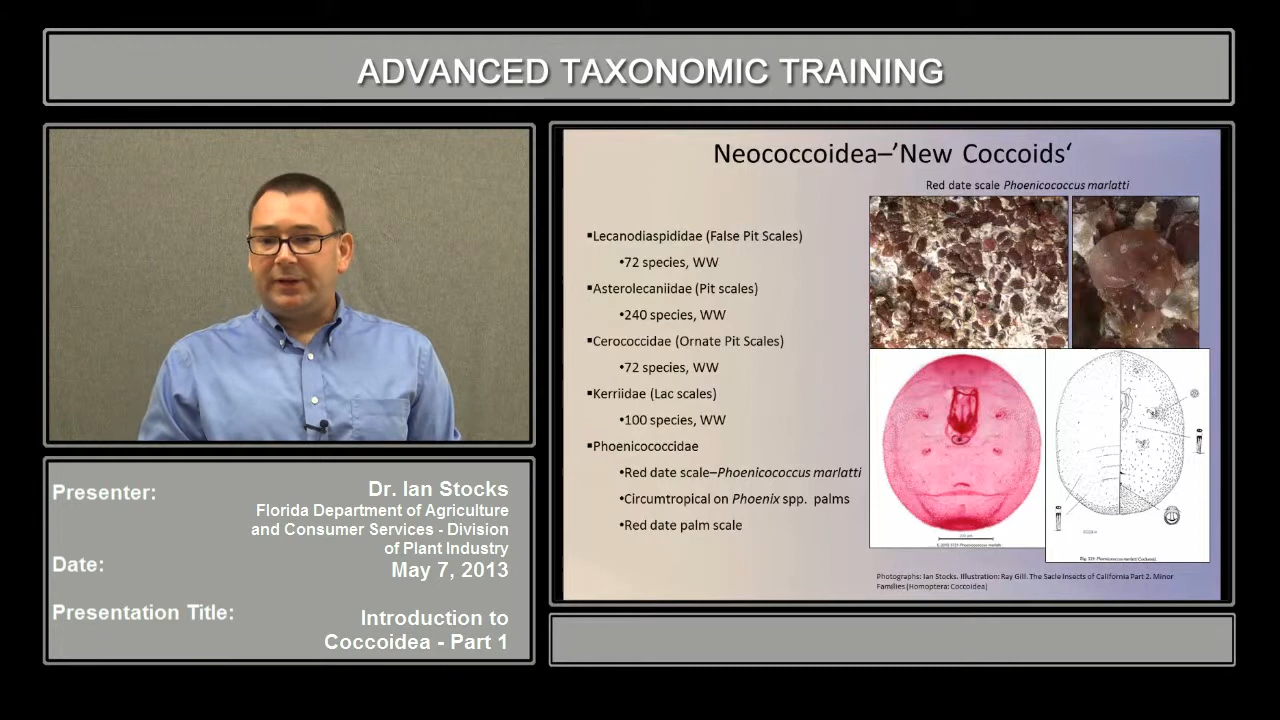 ADVANCED TAXONOMIC TRAINING
Presenter:
Dr. Ian Stocks
Florida Department of Agriculture
and Consumer Services - Division
of Plant Industry
Date:
May 7, 2013
Presentation Title:
Introduction to
Coccoidea - Part 1
Neococcoidea–’New Coccoids‘
Red date scale Phoenicococcus marlatti
▪Lecanodiaspididae (False Pit Scales)
•72 species, WW
▪Asterolecaniidae (Pit scales)
•240 species, WW
▪Cerococcidae (Ornate Pit Scales)
•72 species, WW
▪Kerriidae (Lac scales)
•100 species, WW
▪Phoenicococcidae
•Red date scale–Phoenicococcus marlatti
•Circumtropical on Phoenix spp. palms
•Red date palm scale
Photographs: Ian Stocks. Illustration: Ray Gill. The Sacle Insects of California Part 2. Minor
Families (Homoptera: Coccoidea)